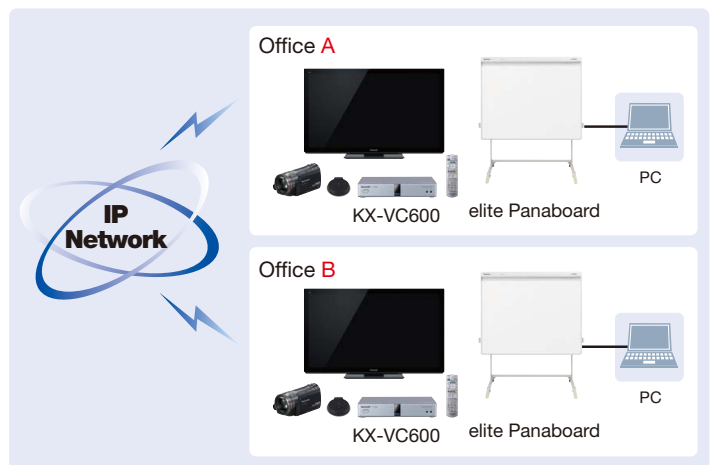 Office A
KX-VC600
elite Panaboard
PC
IP
Network
Office B
KX-VC600
elite Panaboard
PC